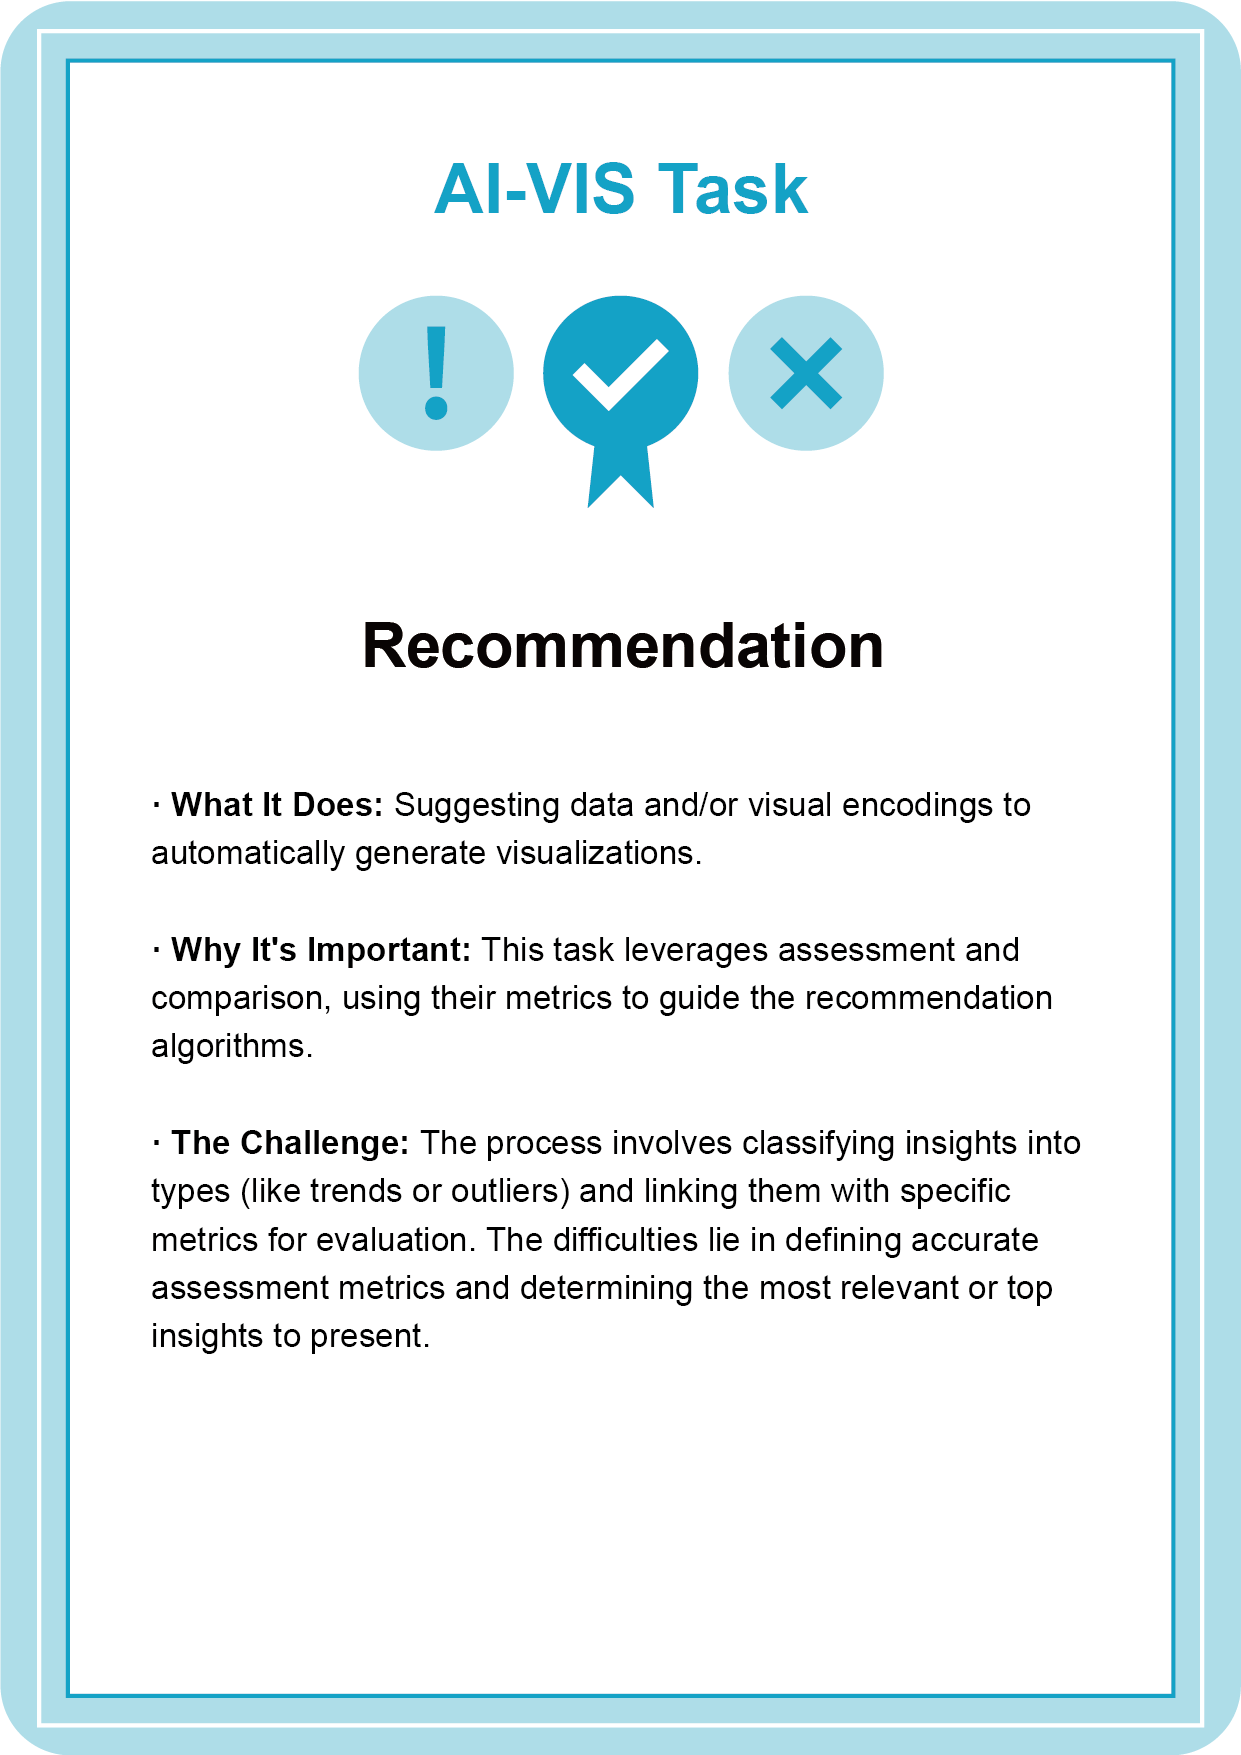 AI-VIS Task
!
Recommendation
· What It Does: Suggesting data and/or visual encodings to
automatically generate visualizations.
· Why It's Important: This task leverages assessment and
comparison, using their metrics to guide the recommendation
algorithms.
· The Challenge: The process involves classifying insights into
types (like trends or outliers) and linking them with specific
metrics for evaluation. The difficulties lie in defining accurate
assessment metrics and determining the most relevant or top
insights to present.